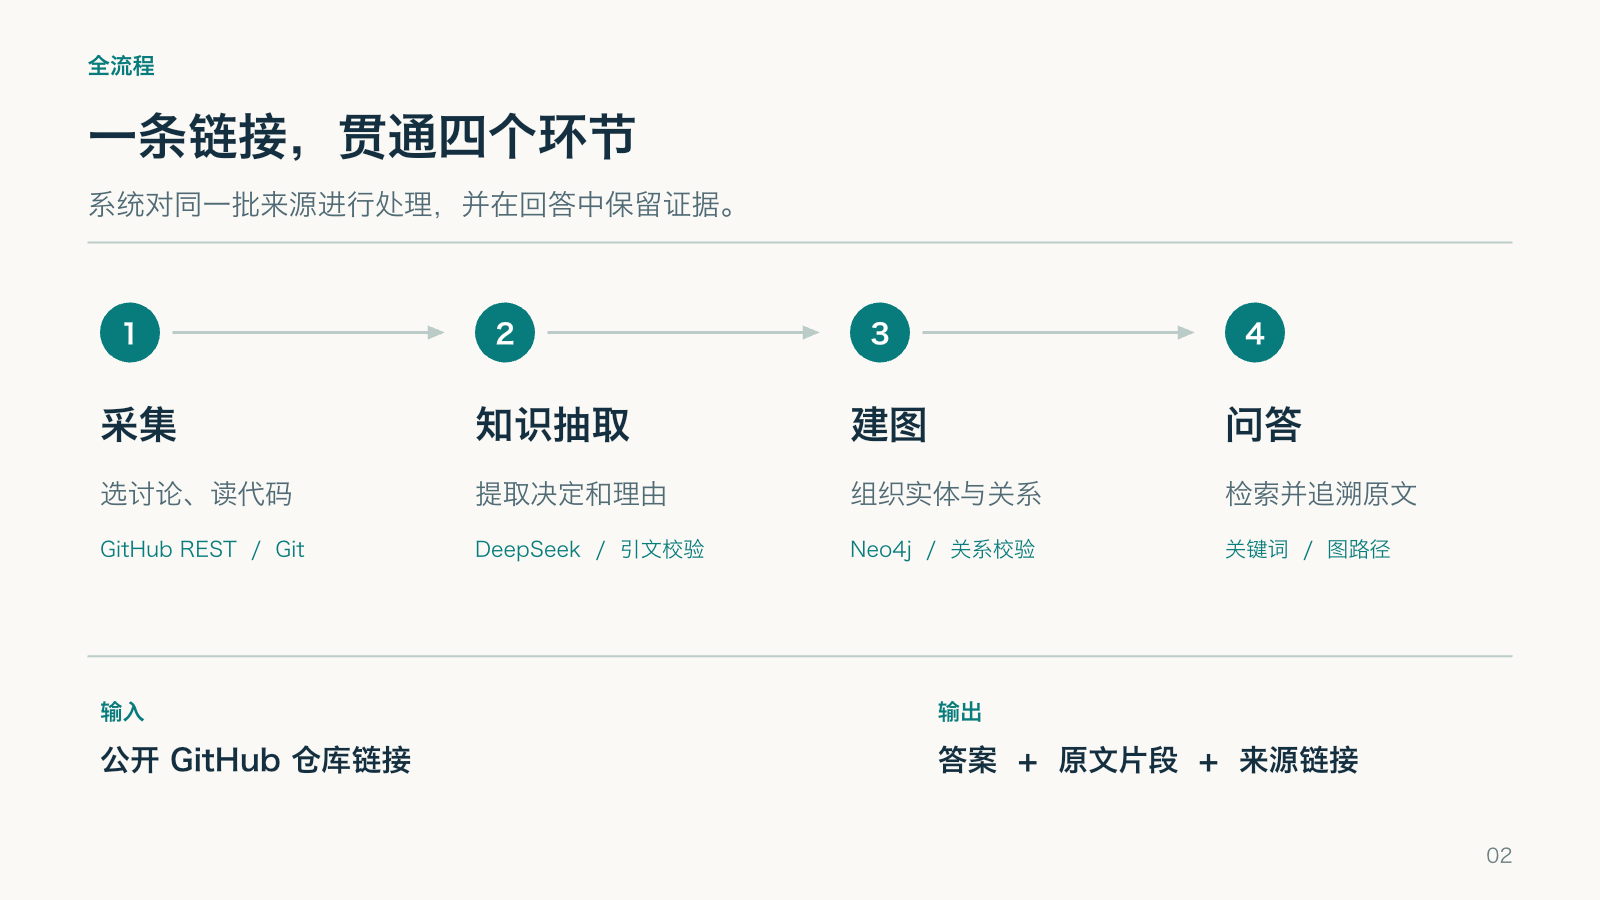 全流程
一条链接，贯通四个环节
系统对同一批来源进行处理，并在回答中保留证据。
1
2
3
4
采集
知识抽取
建图
问答
选讨论、读代码
提取决定和理由
组织实体与关系
检索并追溯原文
GitHub REST / Git
DeepSeek / 引文校验
Neo4j / 关系校验
关键词 / 图路径
输入
输出
公开 GitHub 仓库链接
答案 + 原文片段 + 来源链接
02